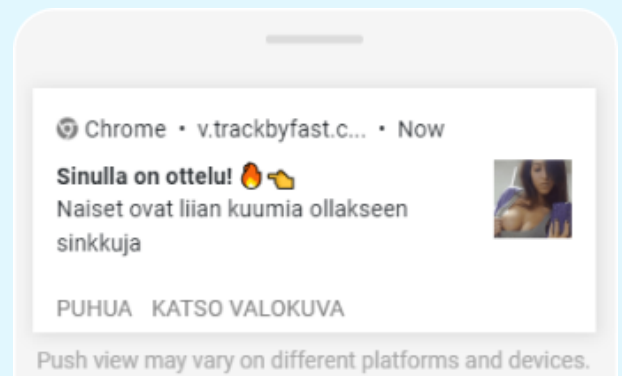 Chrome • v.trackbyfast.c... • Now
Sinulla on ottelu! 🔥👈
Naiset ovat liian kuumia ollakseen
sinkkuja
PUHUA KATSO VALOKUVA
Push view may vary on different platforms and devices.